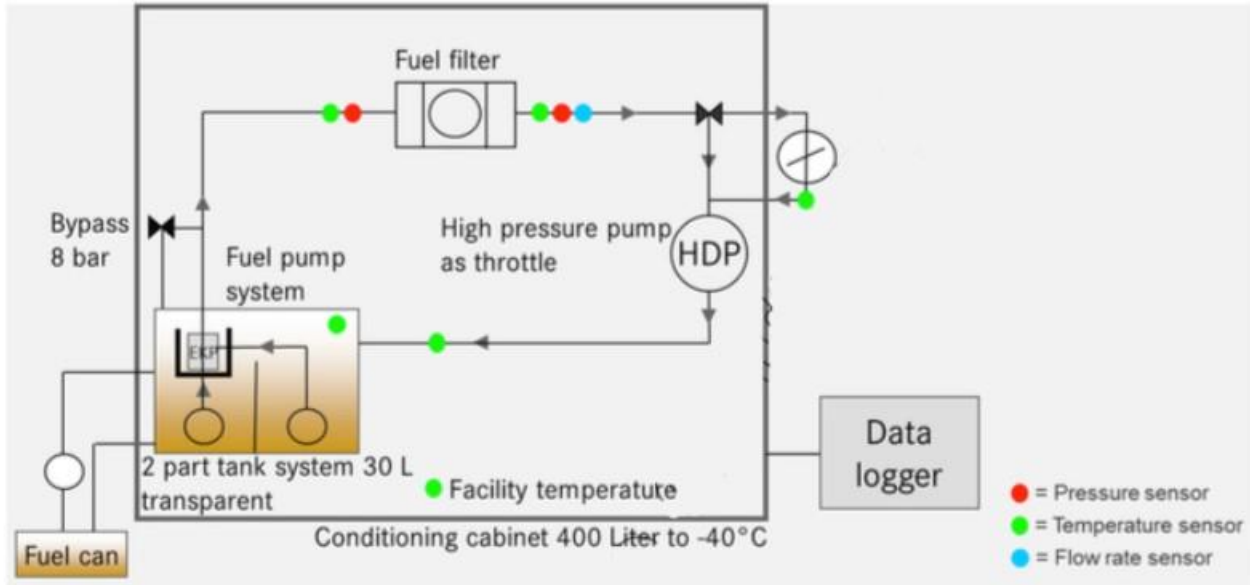 Fuel filter
Bypass
8 bar
Fuel pump
system
High pressure pump
as throttle
HDP
EKP
2 part tank system 30 L
transparent
Facility temperature
Data
logger
Fuel can
Conditioning cabinet 400 Liter to -40°C
= Pressure sensor
= Temperature sensor
= Flow rate sensor